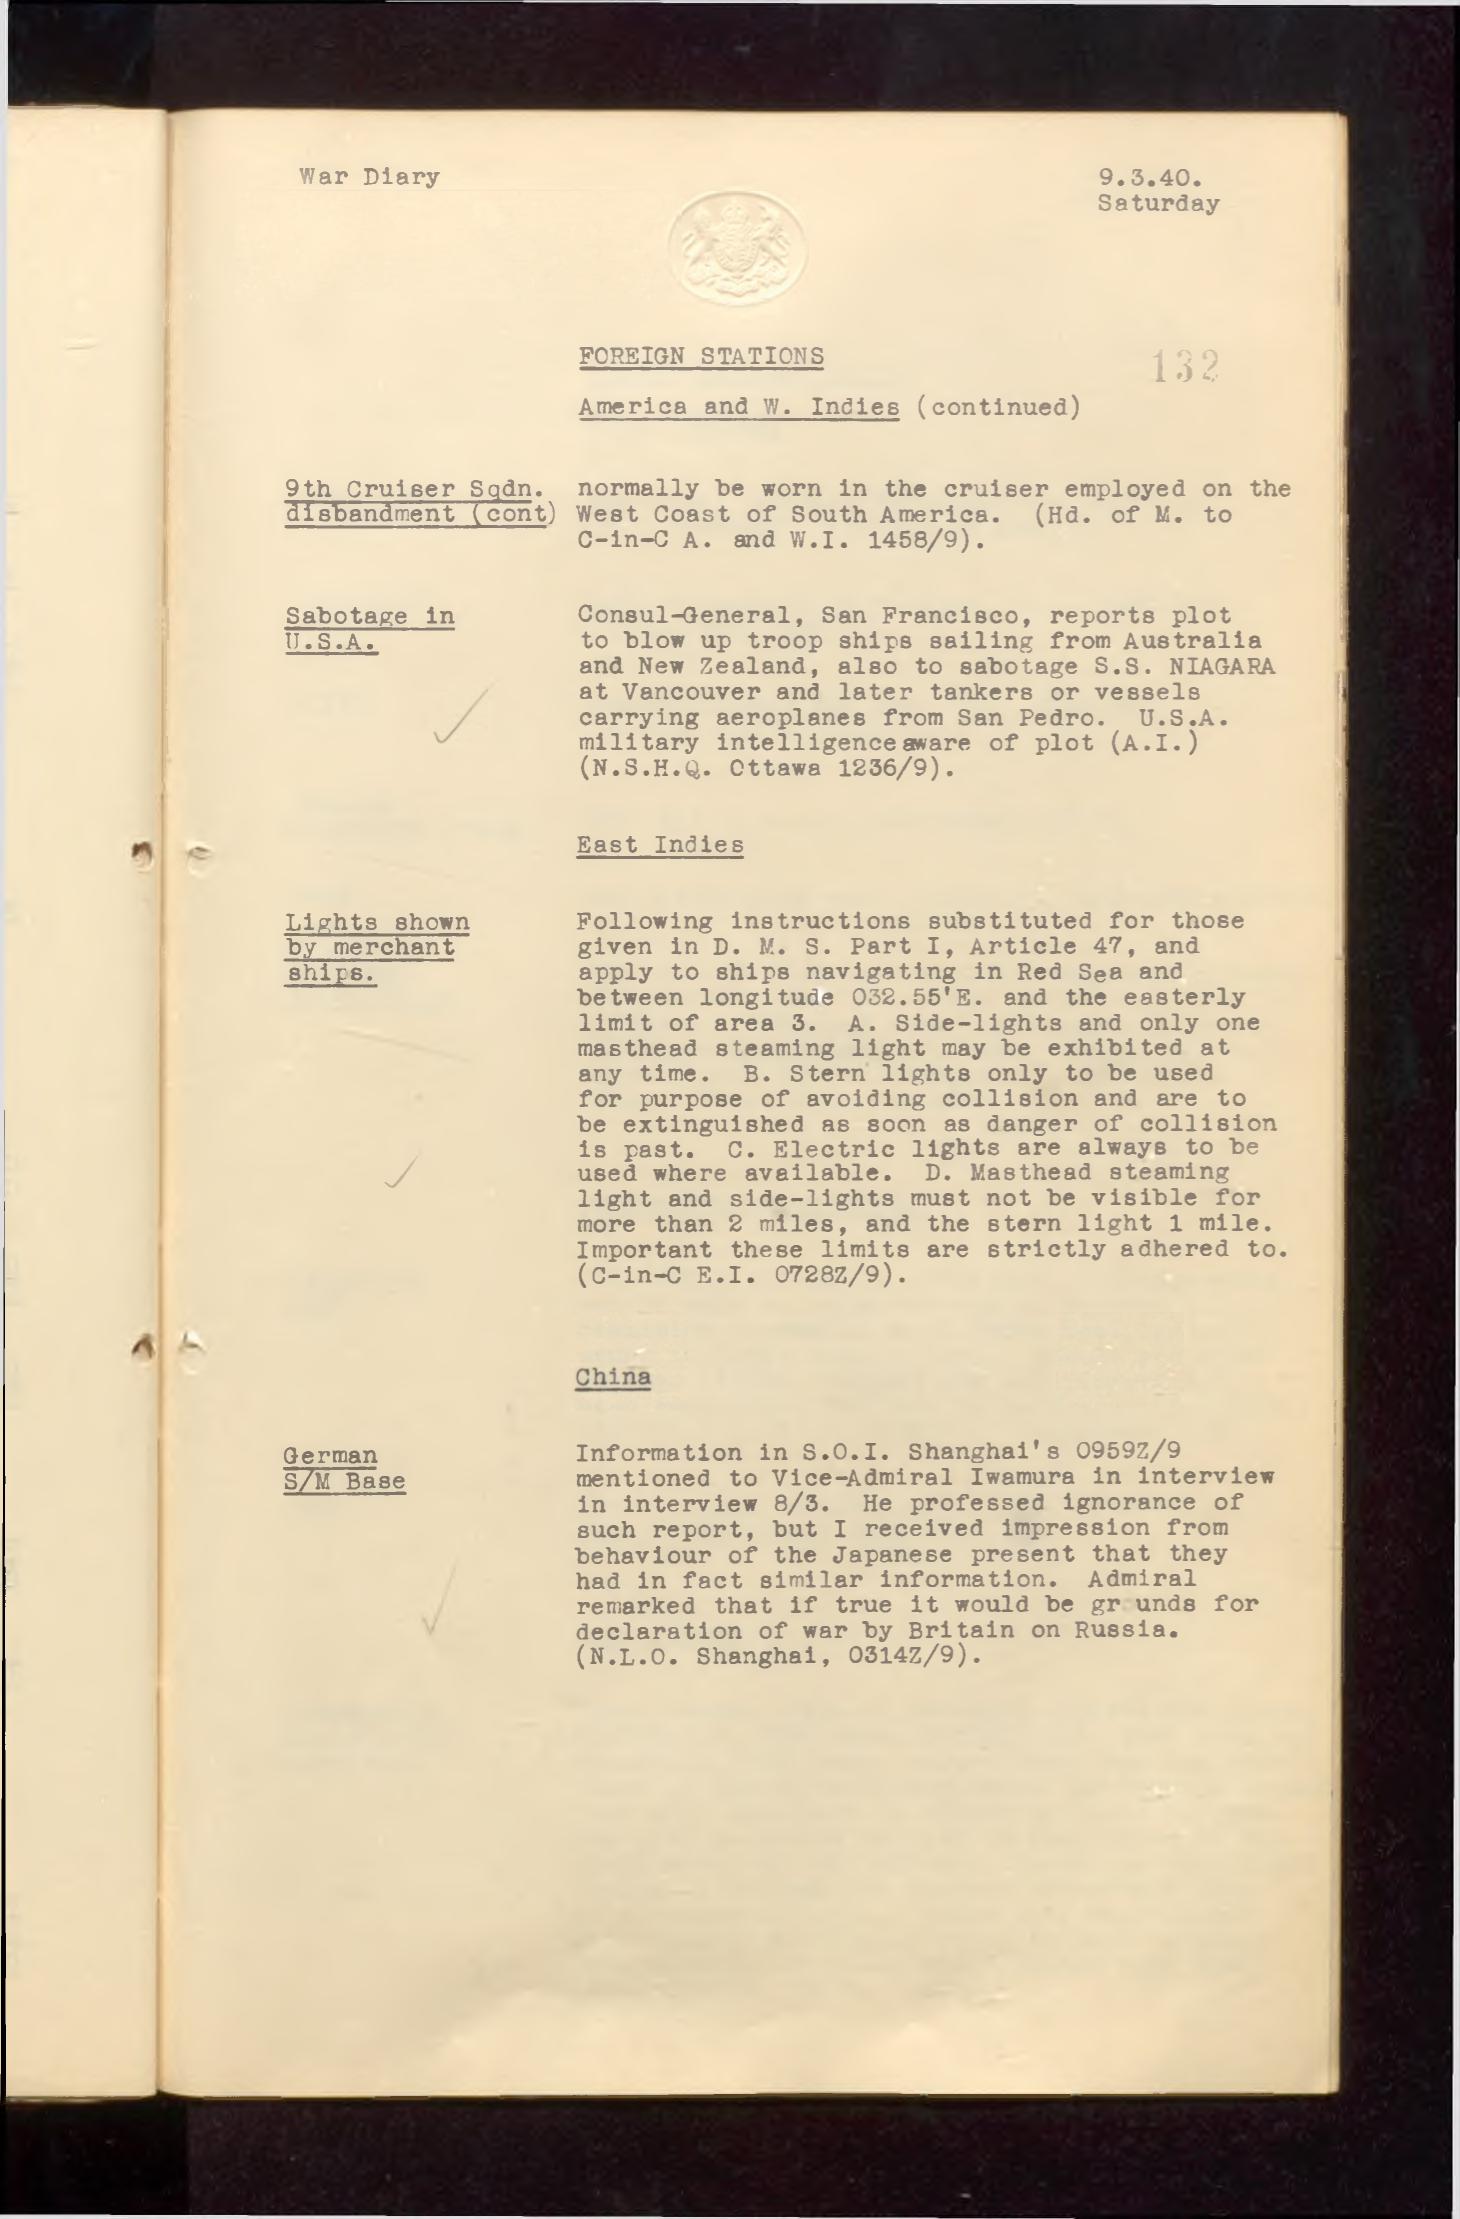 War Diary
9.3.40.
Saturday
FOREIGN STATIONS
132
America and W. Indies (continued)
9th Cruiser Sqdn.
disbandment (cont)
normally be worn in the cruiser employed on the
West Coast of South America. (Hd. of M. to
C-in-C A. and W.I. 1458/9).
Sabotage in
U.S.A.
Consul-General, San Francisco, reports plot
to blow up troop ships sailing from Australia
and New Zealand, also to sabotage S.S. NIAGARA
at Vancouver and later tankers or vessels
carrying aeroplanes from San Pedro. U.S.A.
military intelligence aware of plot (A.I.)
(N.S.H.Q. Ottawa 1236/9).
East Indies
Lights shown
by merchant
ships.
Following instructions substituted for those
given in D. M. S. Part I, Article 47, and
apply to ships navigating in Red Sea and
between longitude 032.55'E. and the easterly
limit of area 3. A. Side-lights and only one
masthead steaming light may be exhibited at
any time. B. Stern lights only to be used
for purpose of avoiding collision and are to
be extinguished as soon as danger of collision
is past. C. Electric lights are always to be
used where available. D. Masthead steaming
light and side-lights must not be visible for
more than 2 miles, and the stern light 1 mile.
Important these limits are strictly adhered to.
(C-in-C E.I. 0728Z/9).
China
German
S/M Base
Information in S.O.I. Shanghai's 0959Z/9
mentioned to Vice-Admiral Iwamura in interview
in interview 8/3. He professed ignorance of
such report, but I received impression from
behaviour of the Japanese present that they
had in fact similar information. Admiral
remarked that if true it would be gr unds for
declaration of war by Britain on Russia.
(N.L.O. Shanghai, 0314Z/9).